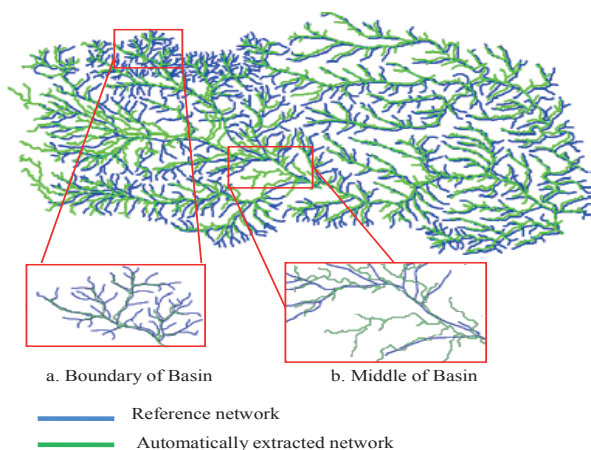 a. Boundary of Basin
b. Middle of Basin
Reference network
Automatically extracted network